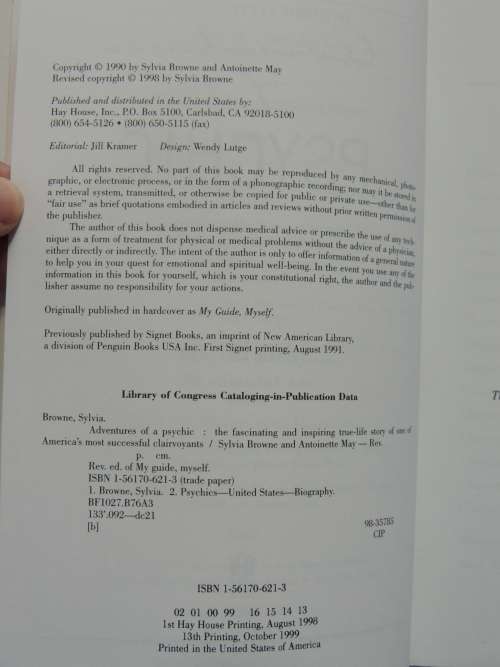 Copyright © 1990 by Sylvia Browne and Antoinette May
Revised copyright © 1998 by Sylvia Browne
Published and distributed in the United States by:
Hay House, Inc., P.O. Box 5100, Carlsbad, CA 92018-5100
(800) 654-5126 • (800) 650-5115 (fax)
Editorial: Jill Kramer Design: Wendy Lutge
All rights reserved. No part of this book may be reproduced by any mechanical, photo-
graphic, or electronic process, or in the form of a phonographic recording; nor may it be stored in
a retrieval system, transmitted, or otherwise be copied for public or private use—other than for
“fair use” as brief quotations embodied in articles and reviews without prior written permission of
the publisher.
The author of this book does not dispense medical advice or prescribe the use of any tech-
nique as a form of treatment for physical or medical problems without the advice of a physician,
either directly or indirectly. The intent of the author is only to offer information of a general nature
to help you in your quest for emotional and spiritual well-being. In the event you use any of the
information in this book for yourself, which is your constitutional right, the author and the pub-
lisher assume no responsibility for your actions.
Originally published in hardcover as My Guide, Myself.
Previously published by Signet Books, an imprint of New American Library,
a division of Penguin Books USA Inc. First Signet printing, August 1991.
Library of Congress Cataloging-in-Publication Data
Browne, Sylvia.
Adventures of a psychic : the fascinating and inspiring true-life story of one of
America's most successful clairvoyants / Sylvia Browne and Antoinette May — Rev.
p. cm.
Rev. ed. of My guide, myself.
ISBN 1-56170-621-3 (trade paper)
1. Browne, Sylvia. 2. Psychics—United States—Biography.
BF1027.B76A3
133'.092—dc21
[b] 98-35785
CIP
ISBN 1-56170-621-3
02 01 00 99 16 15 14 13
1st Hay House Printing, August 1998
13th Printing, October 1999
Printed in the United States of America